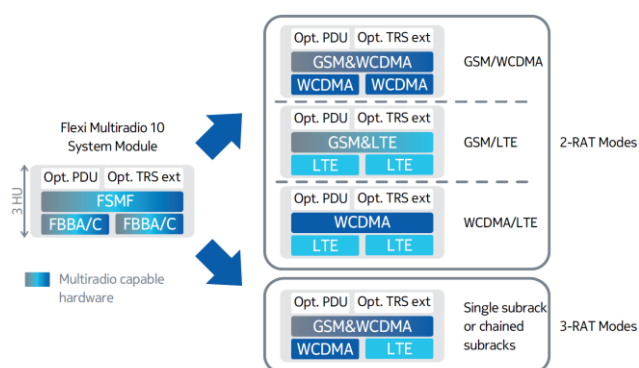 Flexi Multiradio 10
System Module
3 HU
Opt. PDU Opt. TRS ext
FSMF
FBBA/C FBBA/C
Multiradio capable
hardware
Opt. PDU Opt. TRS ext
GSM&WCDMA
WCDMA WCDMA
GSM/WCDMA
Opt. PDU Opt. TRS ext
GSM&LTE
LTE LTE
GSM/LTE
2-RAT Modes
Opt. PDU Opt. TRS ext
WCDMA
LTE LTE
WCDMA/LTE
Opt. PDU Opt. TRS ext
GSM&WCDMA
WCDMA LTE
Single subrack
or chained
subracks
3-RAT Modes